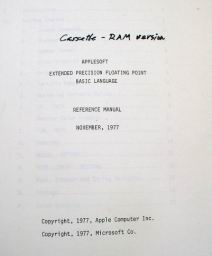 Cassette - RAM version
APPLESOFT
EXTENDED PRECISION FLOATING POINT
BASIC LANGUAGE
REFERENCE MANUAL
NOVEMBER, 1977
Copyright, 1977, Apple Computer Inc.
Copyright, 1977, Microsoft Co.